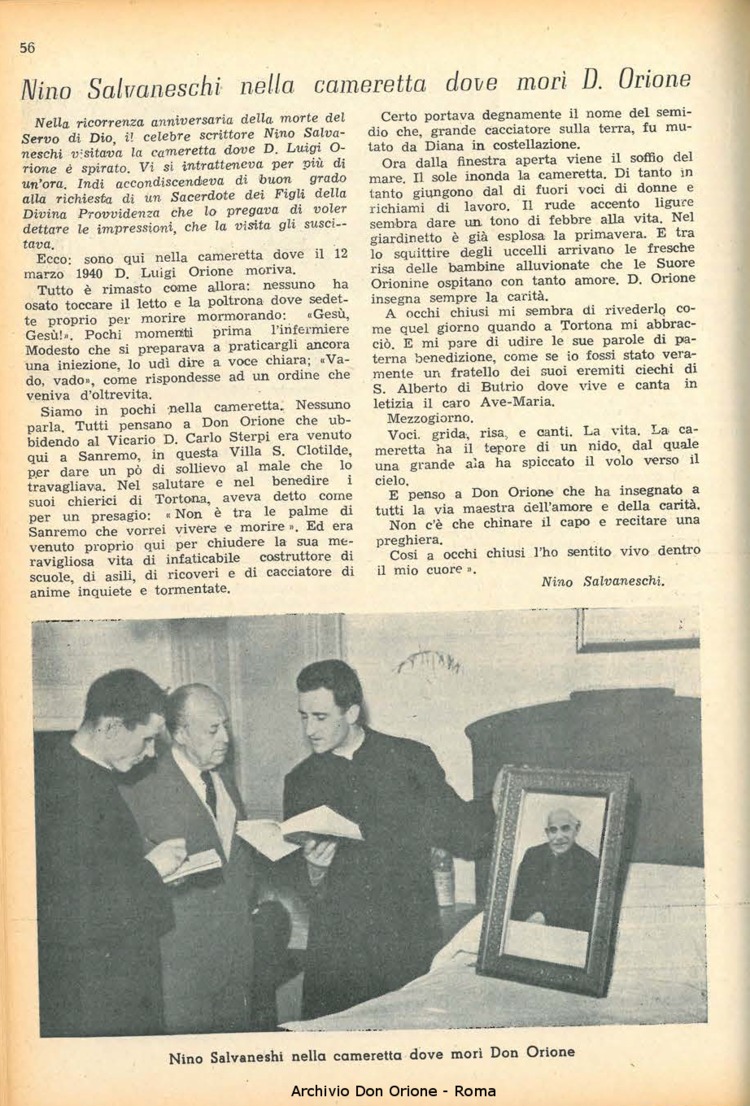 56
Nino Salvaneschi nella cameretta dove morì D. Orione
Nella ricorrenza anniversaria della morte del
Servo di Dio, il celebre scrittore Nino Salva-
neschi visitava la cameretta dove D. Luigi O-
rione è spirato. Vi si intratteneva per più di
un'ora. Indi accondiscendeva di buon grado
alla richiesta di un Sacerdote dei Figli della
Divina Provvidenza che lo pregava di voler
dettare le impressioni, che la visita gli susci--
tava.
Ecco: sono qui nella cameretta dove il 12
marzo 1940 D. Luigi Orione moriva.
Tutto è rimasto come allora: nessuno ha
osato toccare il letto e la poltrona dove sedet-
te proprio per morire mormorando: «Gesù,
Gesù!». Pochi momenti prima l'infermiere
Modesto che si preparava a praticargli ancora
una iniezione, lo udì dire a voce chiara; «Va-
do, vado», come rispondesse ad un ordine che
veniva d'oltrevita.
Siamo in pochi nella cameretta. Nessuno
parla. Tutti pensano a Don Orione che ub-
bidendo al Vicario D. Carlo Sterpi era venuto
qui a Sanremo, in questa Villa S. Clotilde,
per dare un pò di sollievo al male che lo
travagliava. Nel salutare e nel benedire i
suoi chierici di Tortona, aveva detto come
per un presagio: «Non è tra le palme di
Sanremo che vorrei vivere e morire». Ed era
venuto proprio qui per chiudere la sua me-
ravigliosa vita di infaticabile costruttore di
scuole, di asili, di ricoveri e di cacciatore di
anime inquiete e tormentate.
Certo portava degnamente il nome del semi-
dio che, grande cacciatore sulla terra, fu mu-
tato da Diana in costellazione.
Ora dalla finestra aperta viene il soffio del
mare. Il sole inonda la cameretta. Di tanto in
tanto giungono dal di fuori voci di donne e
richiami di lavoro. Il rude accento ligure
sembra dare un tono di febbre alla vita. Nel
giardinetto è già esplosa la primavera. E tra
lo squittire degli uccelli arrivano le fresche
risa delle bambine alluvionate che le Suore
Orionine ospitano con tanto amore. D. Orione
insegna sempre la carità.
A occhi chiusi mi sembra di rivederlo co-
me quel giorno quando a Tortona mi abbrac-
ciò. E mi pare di udire le sue parole di pa-
terna benedizione, come se io fossi stato vera-
mente un fratello dei suoi eremiti ciechi di
S. Alberto di Butrio dove vive e canta in
letizia il caro Ave-Maria.
Mezzogiorno.
Voci, grida, risa, e canti. La vita. La ca-
meretta ha il tepore di un nido, dal quale
una grande ala ha spiccato il volo verso il
cielo.
E penso a Don Orione che ha insegnato a
tutti la via maestra dell'amore e della carità.
Non c'è che chinare il capo e recitare una
preghiera.
Così a occhi chiusi l'ho sentito vivo dentro
il mio cuore».
Nino Salvaneschi.
Nino Salvaneshi nella cameretta dove morì Don Orione
Archivio Don Orione - Roma